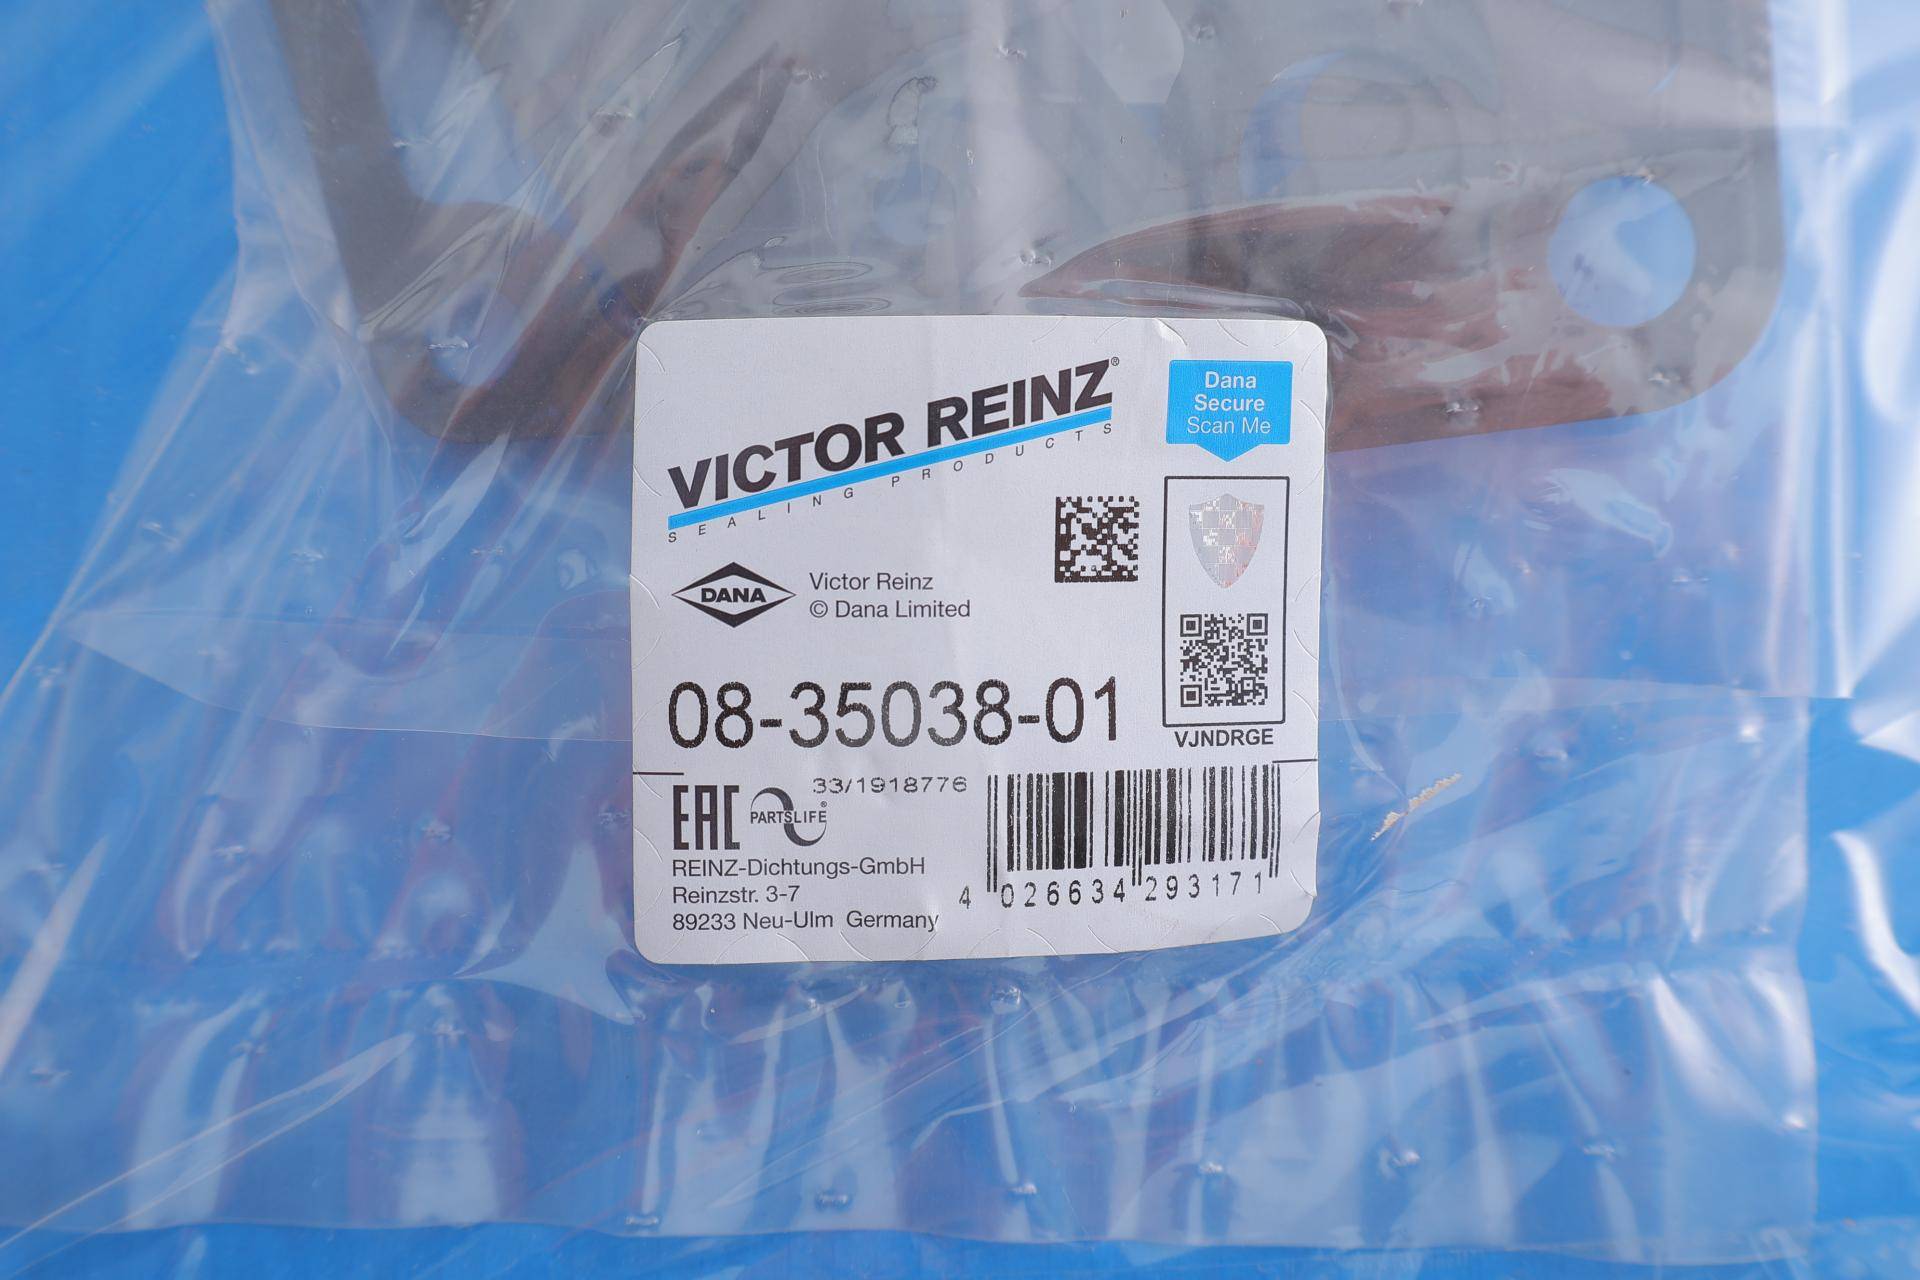 VICTOR REINZ®
SEALING PRODUCTS
Dana
Secure
Scan Me
DANA
Victor Reinz
© Dana Limited
08-35038-01
VJNDRGE
33/1918776
EAC
PARTSLIFE®
REINZ-Dichtungs-GmbH
Reinzstr. 3-7
89233 Neu-Ulm Germany
4 026634 293171